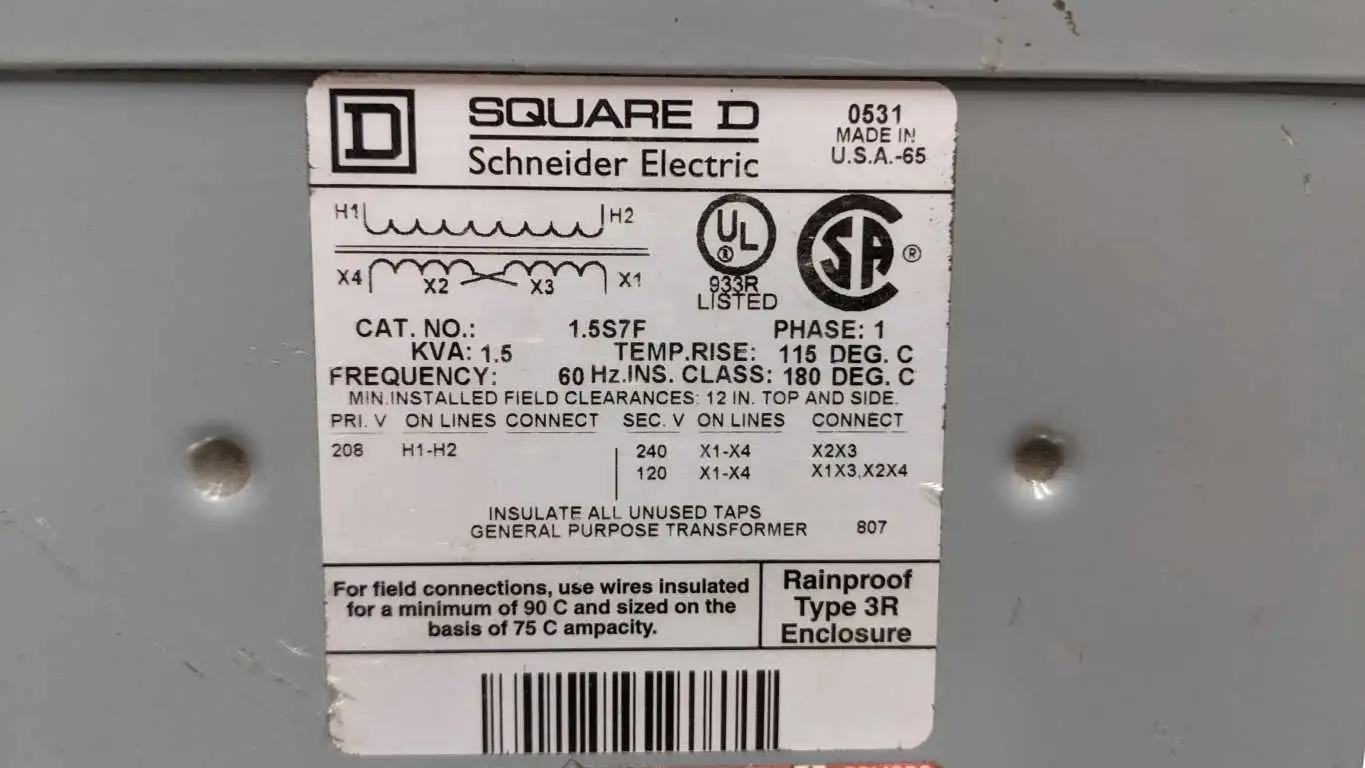 D
SQUARE D
Schneider Electric
0531
MADE IN
U.S.A.-65
H1 H2
X4 X2 X3 X1
UL
®
933R
LISTED
SA ®
CAT. NO.: 1.5S7F PHASE: 1
KVA: 1.5 TEMP.RISE: 115 DEG. C
FREQUENCY: 60 Hz.INS. CLASS: 180 DEG. C
MIN.INSTALLED FIELD CLEARANCES: 12 IN. TOP AND SIDE.
PRI. V ON LINES CONNECT SEC. V ON LINES CONNECT
208 H1-H2 240 X1-X4 X2X3
120 X1-X4 X1X3,X2X4
INSULATE ALL UNUSED TAPS
GENERAL PURPOSE TRANSFORMER 807
For field connections, use wires insulated
for a minimum of 90 C and sized on the
basis of 75 C ampacity.
Rainproof
Type 3R
Enclosure